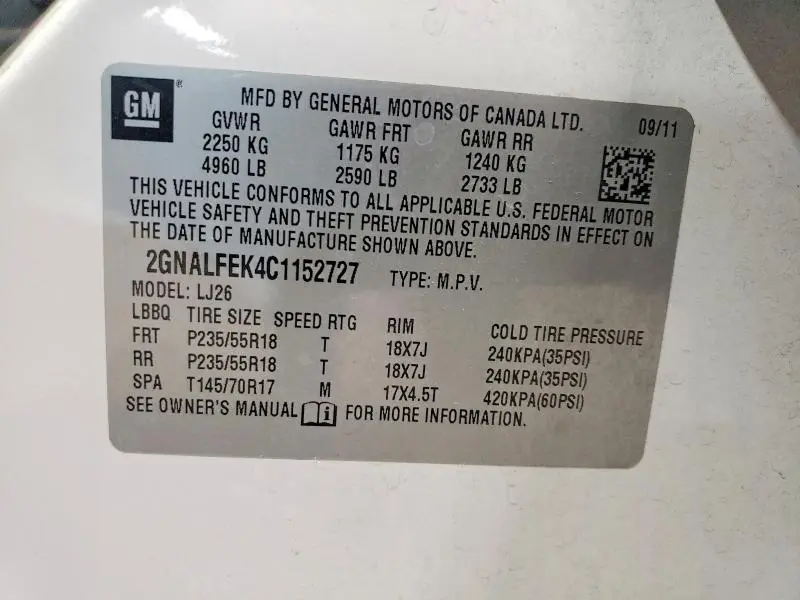 GM®
MFD BY GENERAL MOTORS OF CANADA LTD. 09/11
GVWR GAWR FRT GAWR RR
2250 KG 1175 KG 1240 KG
4960 LB 2590 LB 2733 LB
THIS VEHICLE CONFORMS TO ALL APPLICABLE U.S. FEDERAL MOTOR
VEHICLE SAFETY AND THEFT PREVENTION STANDARDS IN EFFECT ON
THE DATE OF MANUFACTURE SHOWN ABOVE.
2GNALFEK4C1152727 TYPE: M.P.V.
MODEL: LJ26
LBBQ TIRE SIZE SPEED RTG RIM COLD TIRE PRESSURE
FRT P235/55R18 T 18X7J 240KPA(35PSI)
RR P235/55R18 T 18X7J 240KPA(35PSI)
SPA T145/70R17 M 17X4.5T 420KPA(60PSI)
SEE OWNER'S MANUAL i FOR MORE INFORMATION.